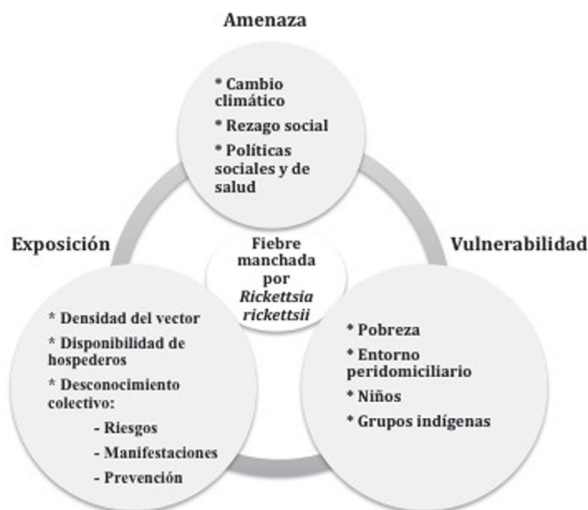 Amenaza
* Cambio
climático
* Rezago social
* Políticas
sociales y de
salud
Exposición
Fiebre
manchada
por
Rickettsia
rickettsii
Vulnerabilidad
* Densidad del vector
* Disponibilidad de
hospederos
* Desconocimiento
colectivo:
- Riesgos
- Manifestaciones
- Prevención
* Pobreza
* Entorno
peridomiciliario
* Niños
* Grupos indígenas